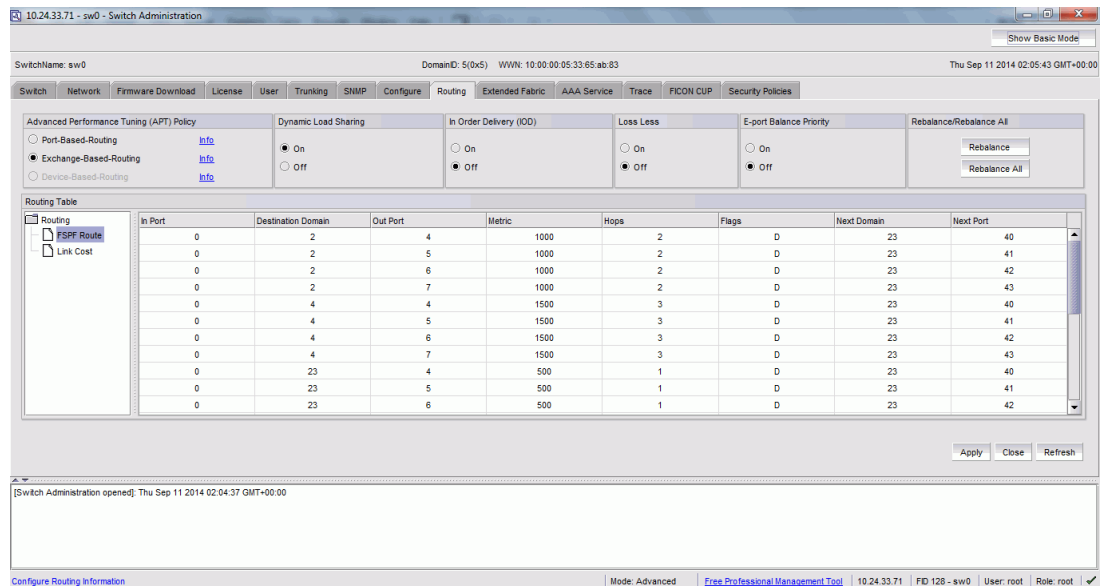 10.24.33.71 - sw0 - Switch Administration
Show Basic Mode
SwitchName: sw0 DomainID: 5(0x5) WWN: 10:00:00:05:33:65:ab:83 Thu Sep 11 2014 02:05:43 GMT+00:00
Switch Network Firmware Download License User Trunking SNMP Configure Routing Extended Fabric AAA Service Trace FICON CUP Security Policies
Advanced Performance Tuning (APT) Policy Dynamic Load Sharing In Order Delivery (IOD) Loss Less E-port Balance Priority Rebalance/Rebalance All
Port-Based-Routing Info
Exchange-Based-Routing Info
Device-Based-Routing Info
On
Off
On
Off
On
Off
On
Off
Rebalance
Rebalance All
Routing Table
Routing
FSPF Route
Link Cost
In Port Destination Domain Out Port Metric Hops Flags Next Domain Next Port
0 2 4 1000 2 D 23 40
0 2 5 1000 2 D 23 41
0 2 6 1000 2 D 23 42
0 2 7 1000 2 D 23 43
0 4 4 1500 3 D 23 40
0 4 5 1500 3 D 23 41
0 4 6 1500 3 D 23 42
0 4 7 1500 3 D 23 43
0 23 4 500 1 D 23 40
0 23 5 500 1 D 23 41
0 23 6 500 1 D 23 42
Apply Close Refresh
[Switch Administration opened]: Thu Sep 11 2014 02:04:37 GMT+00:00
Configure Routing Information Mode: Advanced Free Professional Management Tool 10.24.33.71 FID 128 - sw0 User: root Role: root